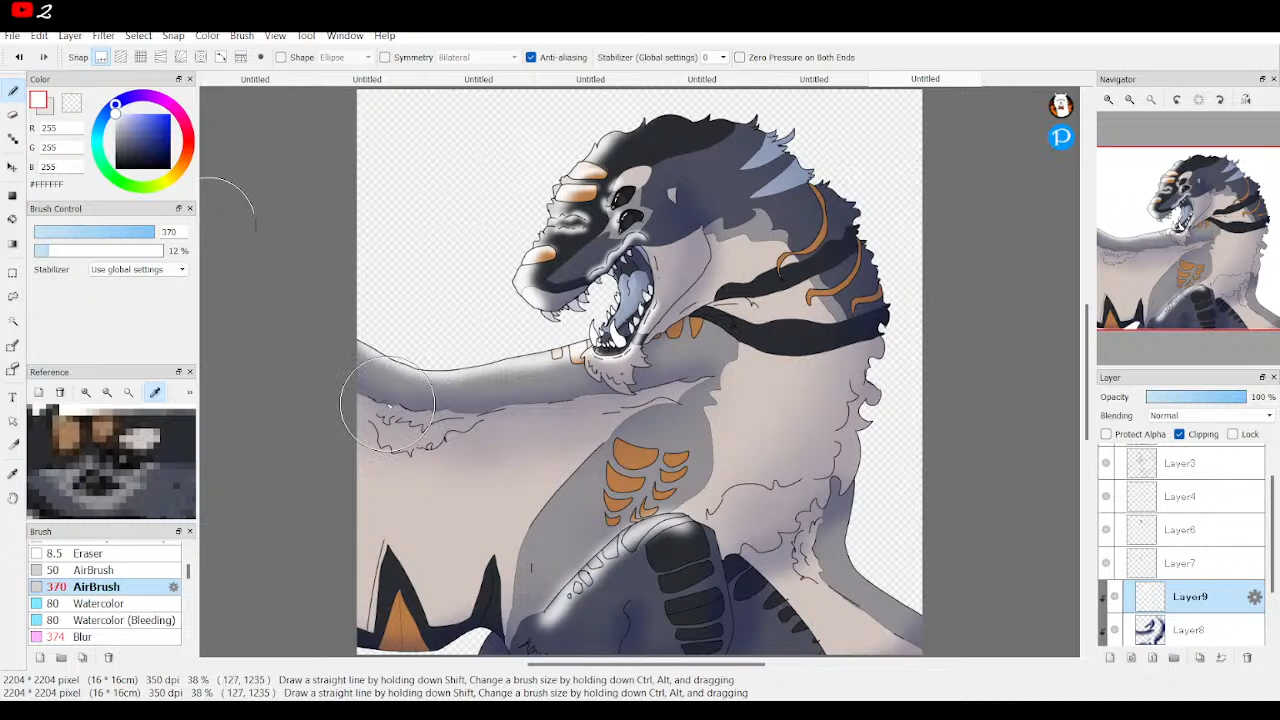 2
File Edit Layer Filter Select Snap Color Brush View Tool Window Help
Snap Shape Ellipse Symmetry Bilateral Anti-aliasing Stabilizer (Global settings) 0 Zero Pressure on Both Ends
Color
Untitled Untitled Untitled Untitled Untitled Untitled Untitled
Navigator
R 255
G 255
B 255
#FFFFFF
Brush Control
370
12 %
Stabilizer Use global settings
Reference
Brush
8.5 Eraser
50 AirBrush
370 AirBrush
80 Watercolor
80 Watercolor (Bleeding)
374 Blur
Layer
Opacity 100 %
Blending Normal
Protect Alpha Clipping Lock
Layer3
Layer4
Layer6
Layer7
Layer9
Layer8
2204 * 2204 pixel (16 * 16cm) 350 dpi 38 % ( 127, 1235 ) Draw a straight line by holding down Shift, Change a brush size by holding down Ctrl, Alt, and dragging
2204 * 2204 pixel (16 * 16cm) 350 dpi 38 % ( 127, 1235 ) Draw a straight line by holding down Shift, Change a brush size by holding down Ctrl, Alt, and dragging